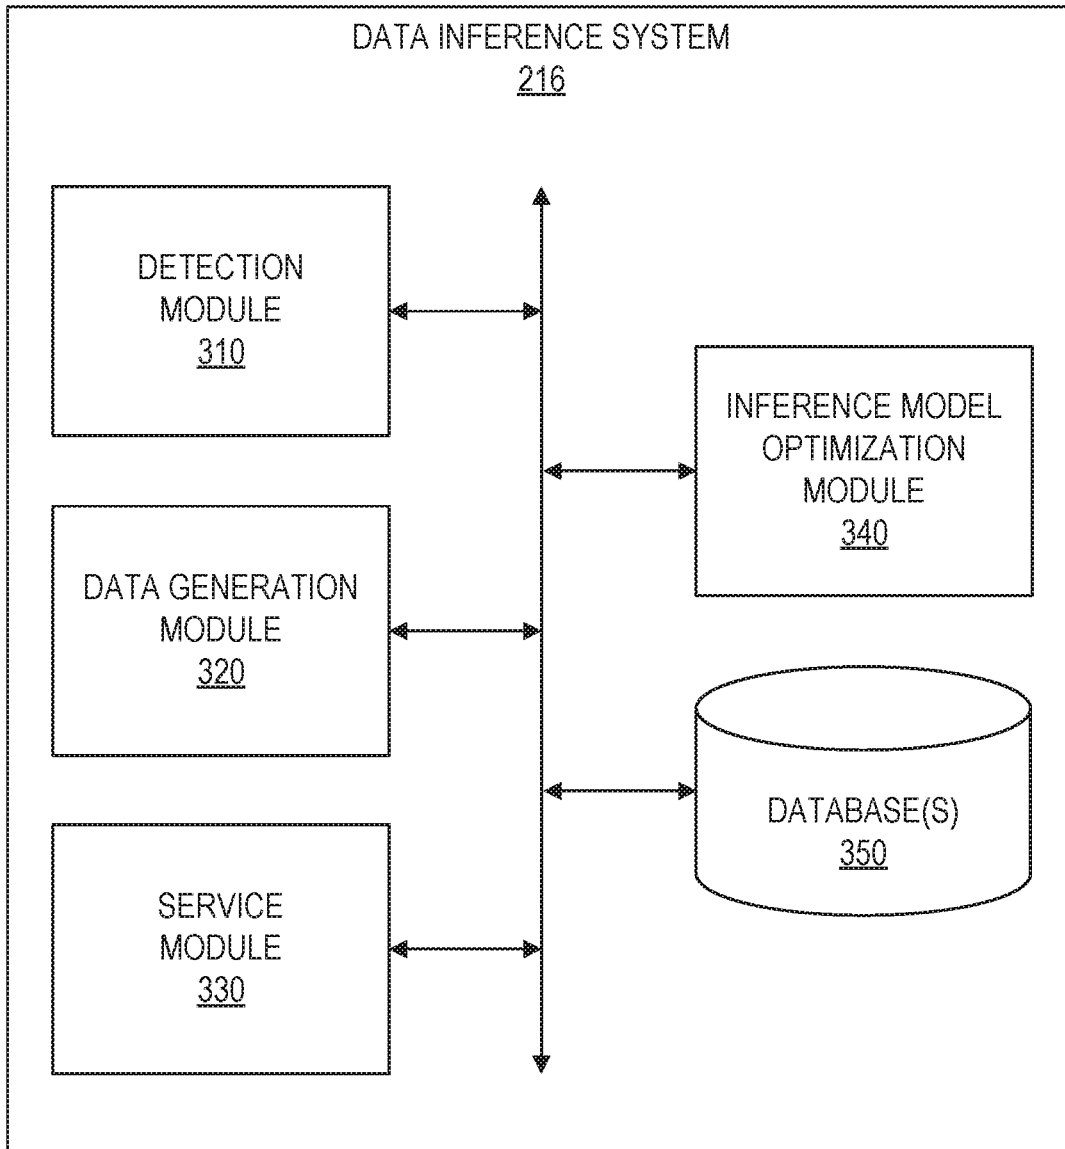 DATA INFERENCE SYSTEM
216
DETECTION
MODULE
310
DATA GENERATION
MODULE
320
SERVICE
MODULE
330
INFERENCE MODEL
OPTIMIZATION
MODULE
340
DATABASE(S)
350